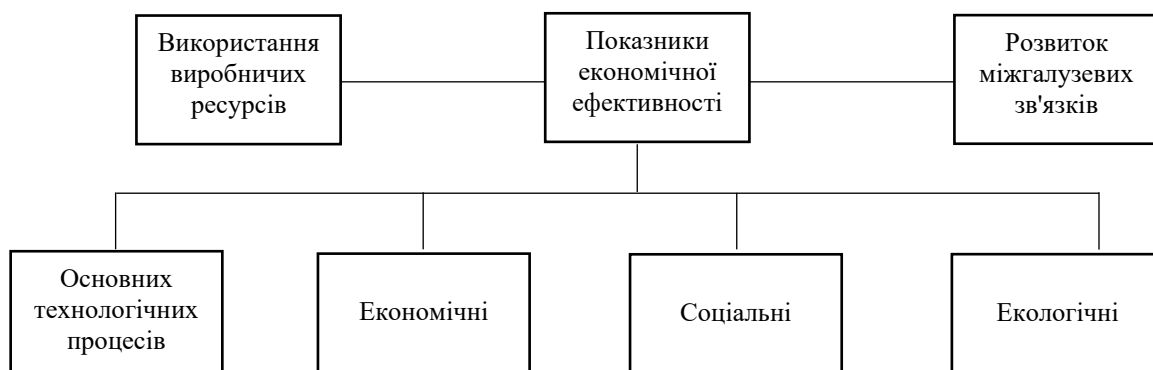 Використання
виробничих
ресурсів
Показники
економічної
ефективності
Розвиток
міжгалузевих
зв'язків
Основних
технологічних
процесів
Економічні
Соціальні
Екологічні